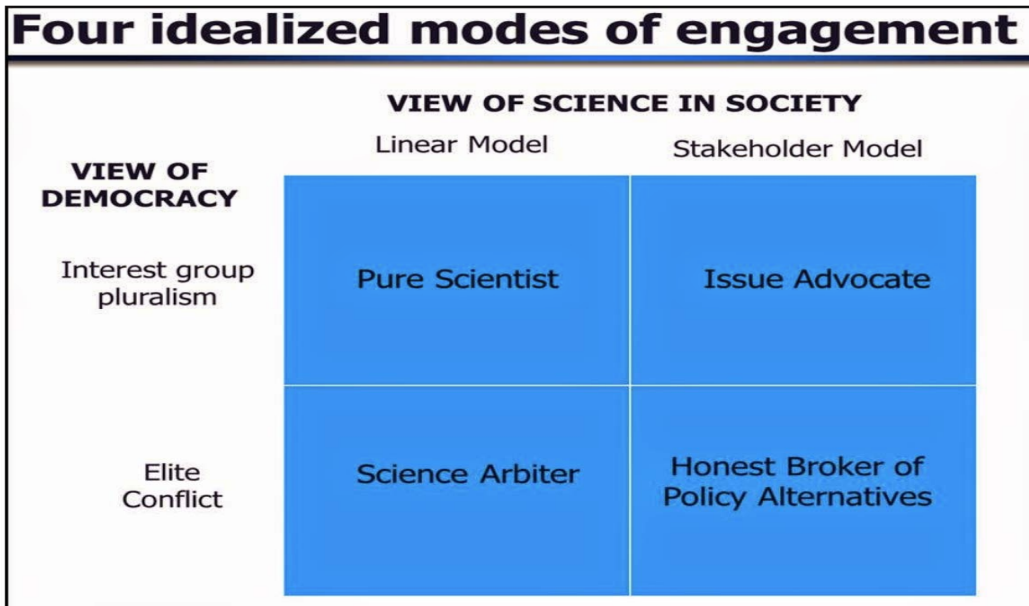 Four idealized modes of engagement
VIEW OF SCIENCE IN SOCIETY
Linear Model
Stakeholder Model
VIEW OF
DEMOCRACY
Interest group
pluralism
Pure Scientist
Issue Advocate
Elite
Conflict
Science Arbiter
Honest Broker of
Policy Alternatives